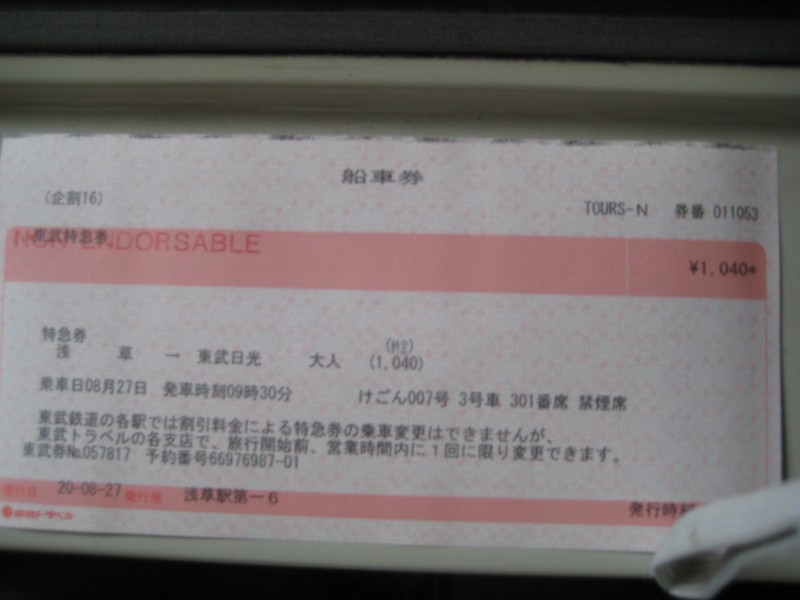 船車券
(企割16)
TOURS-N 券番 011053
NON ENDORSABLE
東武特急券
¥1,040*
特急券
(料金)
浅 草 → 東武日光 大人 (1,040)
乗車日08月27日 発車時刻09時30分 けごん007号 3号車 301番席 禁煙席
東武鉄道の各駅では割引料金による特急券の乗車変更はできませんが、
東武トラベルの各支店で、旅行開始前、営業時間内に1回に限り変更できます。
東武券№057817 予約番号66976987-01
発行日 20-08-27 発行所 浅草駅第一6
発行時刻